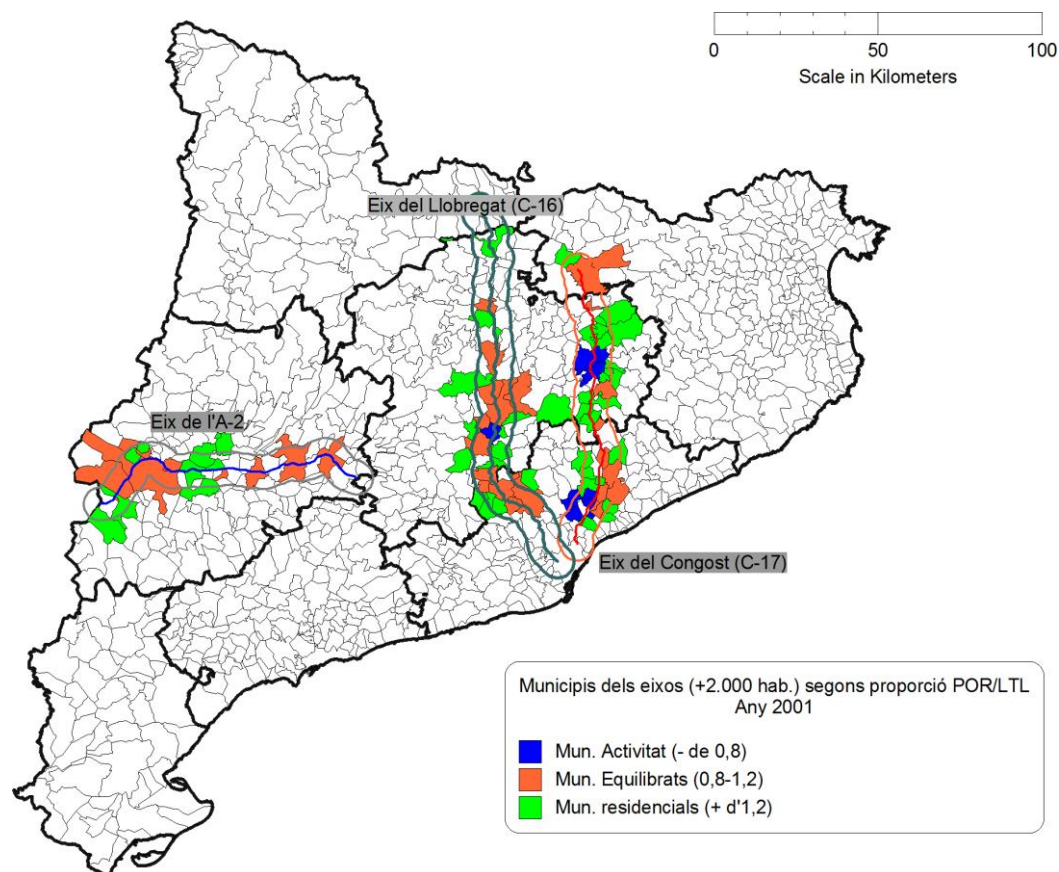 0 50 100
Scale in Kilometers
Eix del Llobregat (C-16)
Eix de l'A-2
Eix del Congost (C-17)
Municipis dels eixos (+2.000 hab.) segons proporció POR/LTL
Any 2001
Mun. Activitat (- de 0,8)
Mun. Equilibrats (0,8-1,2)
Mun. residencials (+ d'1,2)